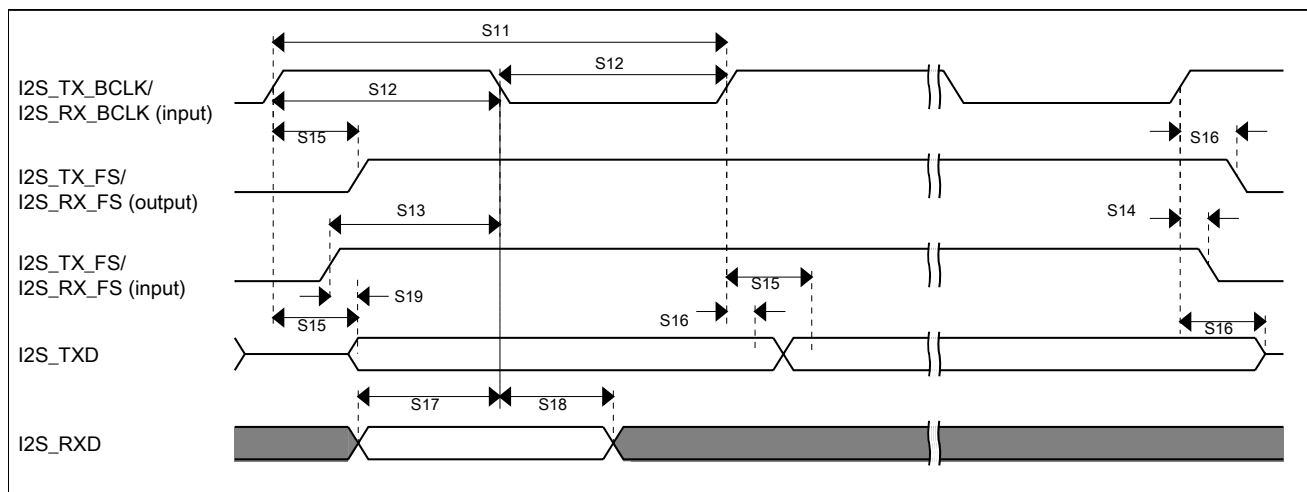 S11
I2S_TX_BCLK/
I2S_RX_BCLK (input)
S12
S12
S15
S16
I2S_TX_FS/
I2S_RX_FS (output)
S13
S14
I2S_TX_FS/
I2S_RX_FS (input)
S15
S19
S15
S16
S16
I2S_TXD
S17
S18
I2S_RXD